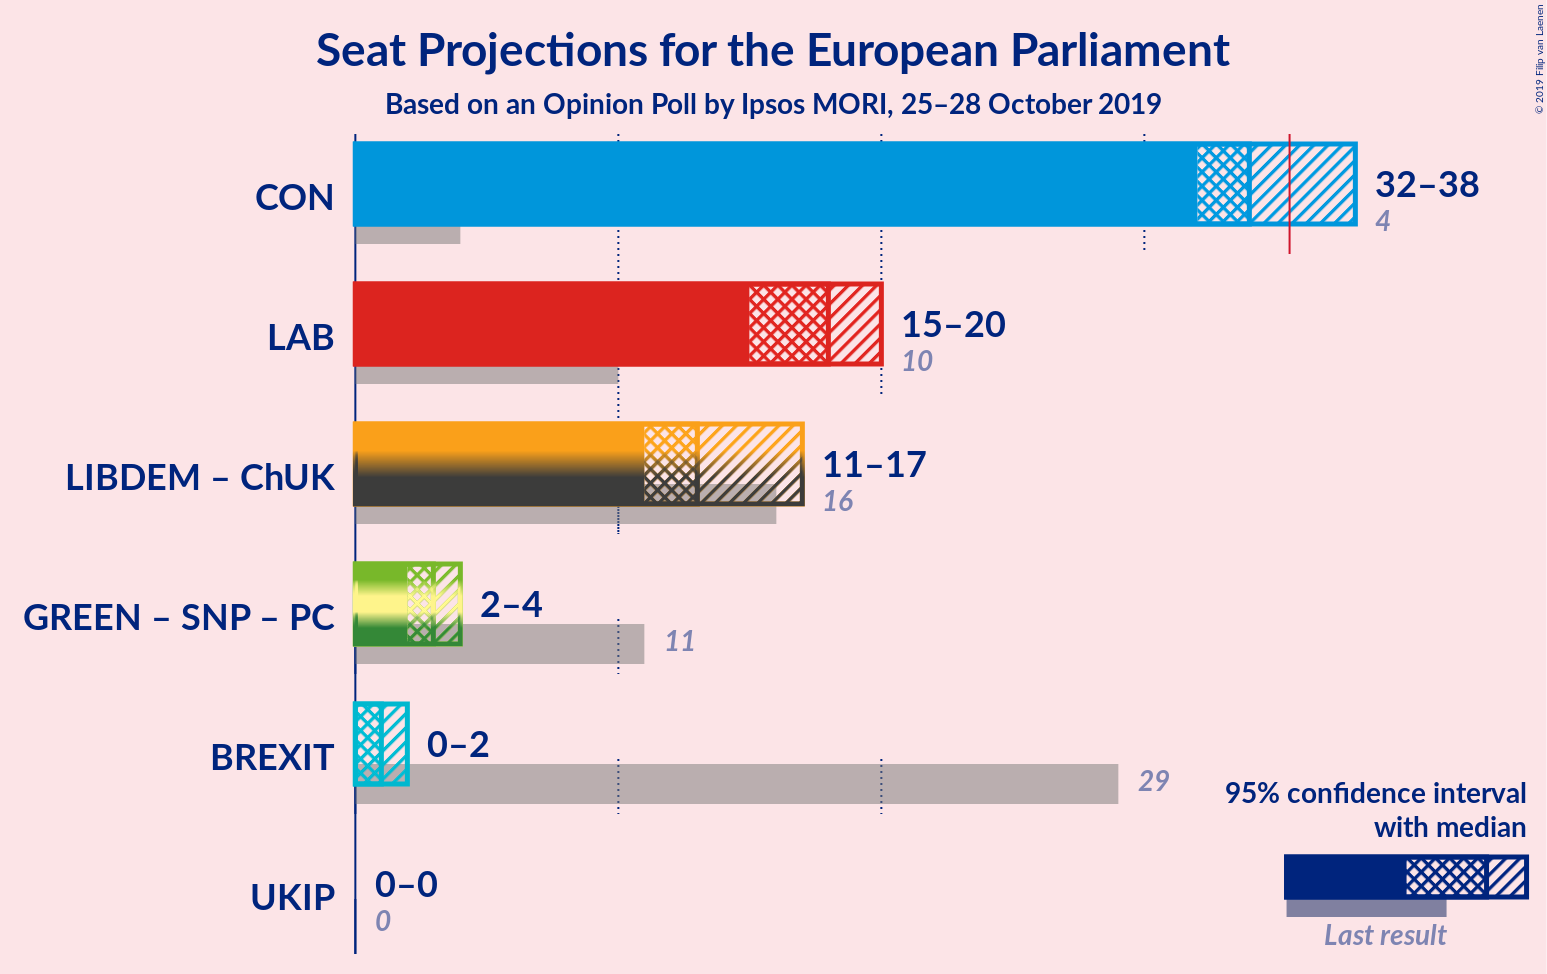 Seat Projections for the European Parliament
Based on an Opinion Poll by Ipsos MORI, 25–28 October 2019
© 2019 Filip van Laenen
CON
32–38
4
LAB
15–20
10
LIBDEM – ChUK
11–17
16
GREEN – SNP – PC
2–4
11
BREXIT
0–2
29
UKIP
0–0
0
95% confidence interval
with median
Last result